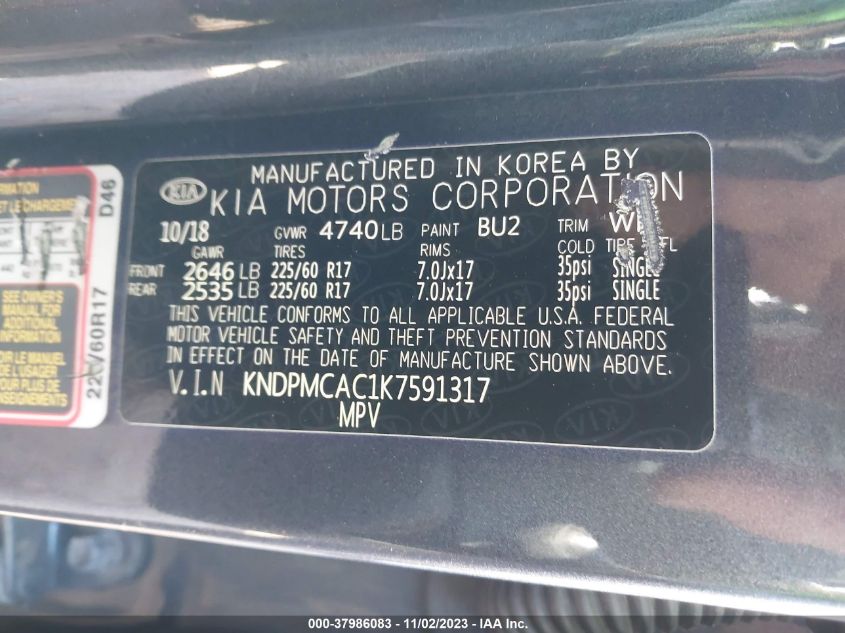 MANUFACTURED IN KOREA BY
KIA KIA MOTORS CORPORATION
10/18 GVWR 4740LB PAINT BU2 TRIM
GAWR TIRES RIMS COLD TIRE
FRONT 2646 LB 225/60 R17 7.0Jx17 35psi SINGLE
REAR 2535 LB 225/60 R17 7.0Jx17 35psi SINGLE
THIS VEHICLE CONFORMS TO ALL APPLICABLE U.S.A. FEDERAL
MOTOR VEHICLE SAFETY AND THEFT PREVENTION STANDARDS
IN EFFECT ON THE DATE OF MANUFACTURE SHOWN ABOVE.
V.I.N KNDPMCAC1K7591317
MPV
D46
SEE OWNER'S
MANUAL FOR
ADDITIONAL
INFORMATION
LE MANUEL
000-37986083 - 11/02/2023 - IAA Inc.